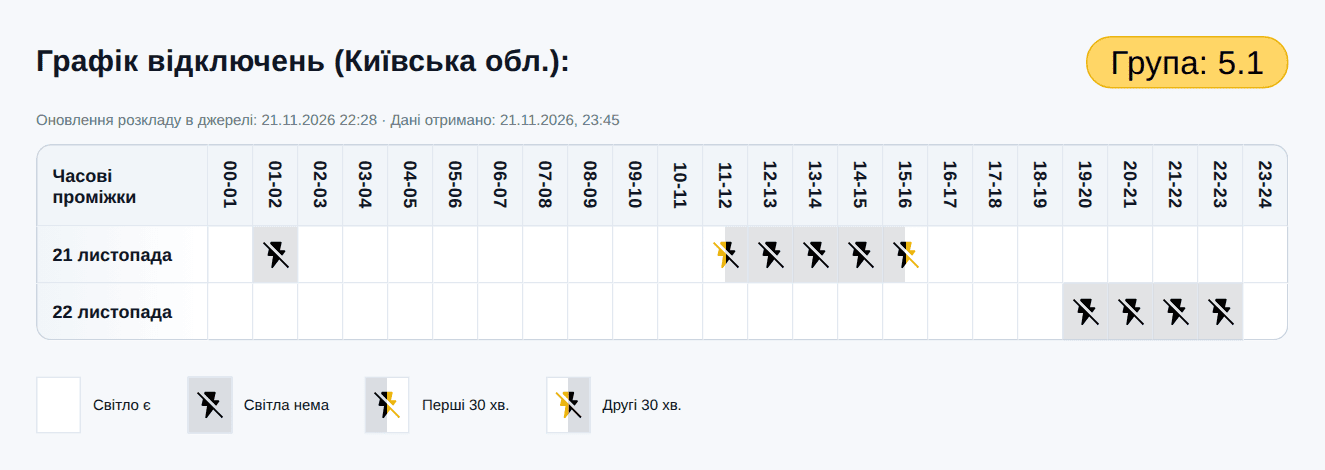 Графік відключень (Київська обл.):
Група: 5.1
Оновлення розкладу в джерелі: 21.11.2026 22:28 · Дані отримано: 21.11.2026, 23:45
Часові
проміжки
00-01
01-02
02-03
03-04
04-05
05-06
06-07
07-08
08-09
09-10
10-11
11-12
12-13
13-14
14-15
15-16
16-17
17-18
18-19
19-20
20-21
21-22
22-23
23-24
21 листопада
22 листопада
Світло є
Світла нема
Перші 30 хв.
Другі 30 хв.